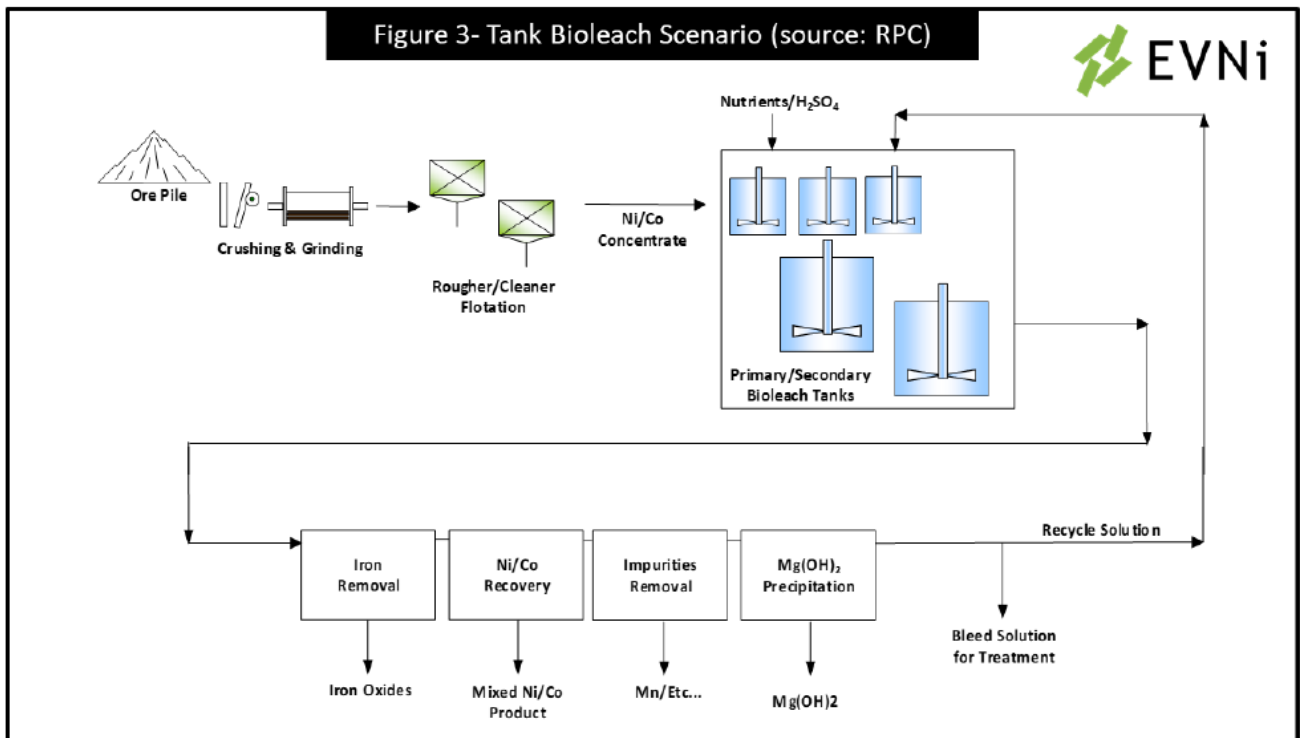 Figure 3- Tank Bioleach Scenario (source: RPC)
EVNi
Nutrients/H₂SO₄
Ore Pile
Crushing & Grinding
Ni/Co
Concentrate
Rougher/Cleaner
Flotation
Primary/Secondary
Bioleach Tanks
Recycle Solution
Iron
Removal
Ni/Co
Recovery
Impurities
Removal
Mg(OH)₂
Precipitation
Bleed Solution
for Treatment
Iron Oxides
Mixed Ni/Co
Product
Mn/Etc...
Mg(OH)2